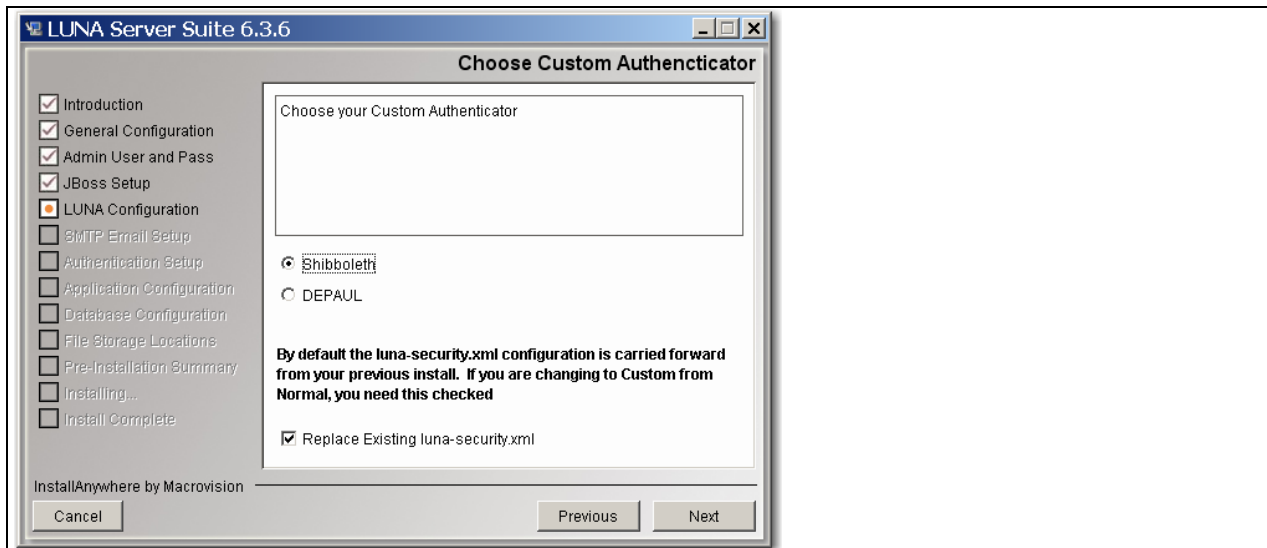 LUNA Server Suite 6.3.6
Choose Custom Authencticator
Introduction
General Configuration
Admin User and Pass
JBoss Setup
LUNA Configuration
SMTP Email Setup
Authentication Setup
Application Configuration
Database Configuration
File Storage Locations
Pre-Installation Summary
Installing...
Install Complete
Choose your Custom Authenticator
Shibboleth
DEPAUL
By default the luna-security.xml configuration is carried forward
from your previous install. If you are changing to Custom from
Normal, you need this checked
Replace Existing luna-security.xml
InstallAnywhere by Macrovision
Cancel
Previous
Next